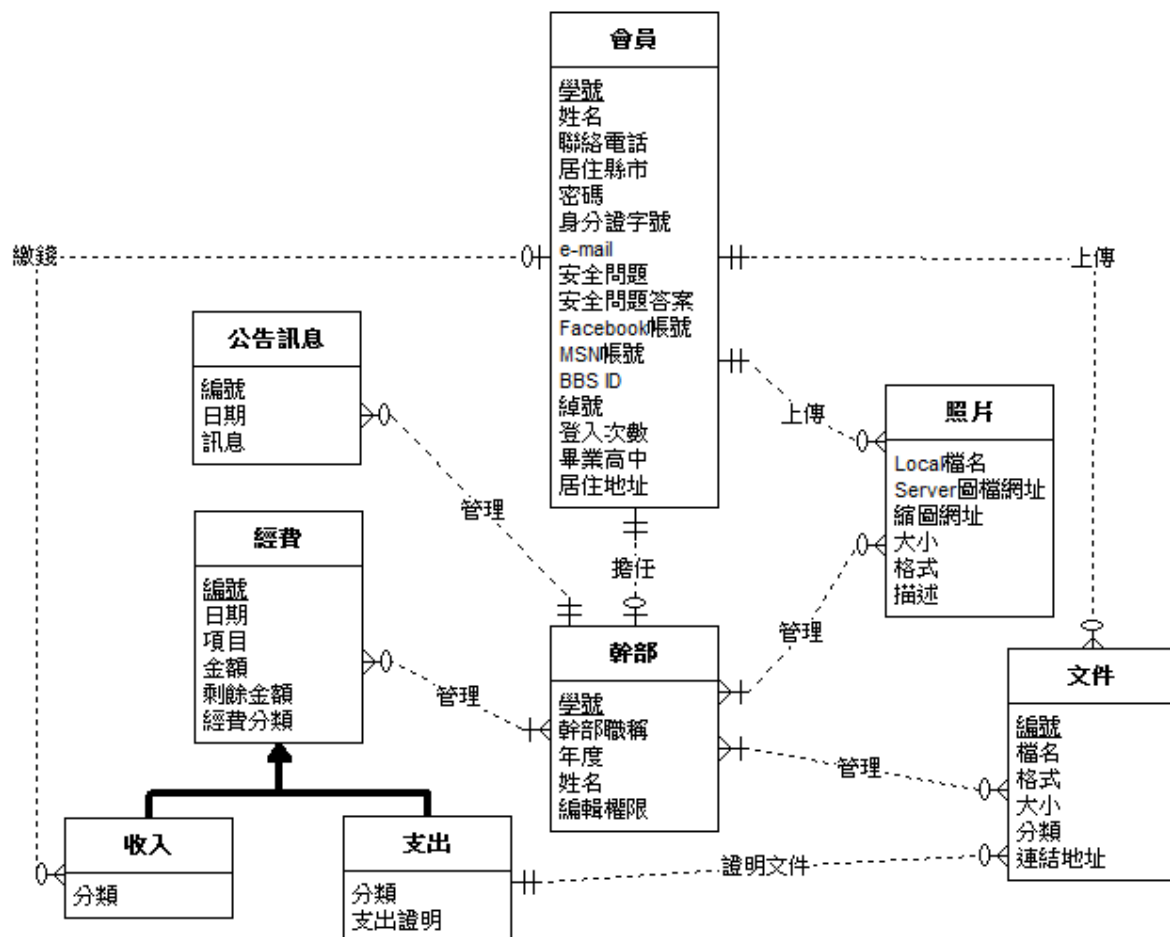 會員
學號
姓名
聯絡電話
居住縣市
密碼
身分證字號
e-mail
安全問題
安全問題答案
Facebook帳號
MSN帳號
BBS ID
綽號
登入次數
畢業高中
居住地址
繳錢
上傳
公告訊息
編號
日期
訊息
上傳
照片
Local檔名
Server圖檔網址
縮圖網址
大小
格式
描述
管理
經費
編號
日期
項目
金額
剩餘金額
經費分類
擔任
管理
管理
幹部
學號
幹部職稱
年度
姓名
編輯權限
文件
編號
檔名
格式
大小
分類
連結地址
管理
收入
分類
支出
分類
支出證明
證明文件